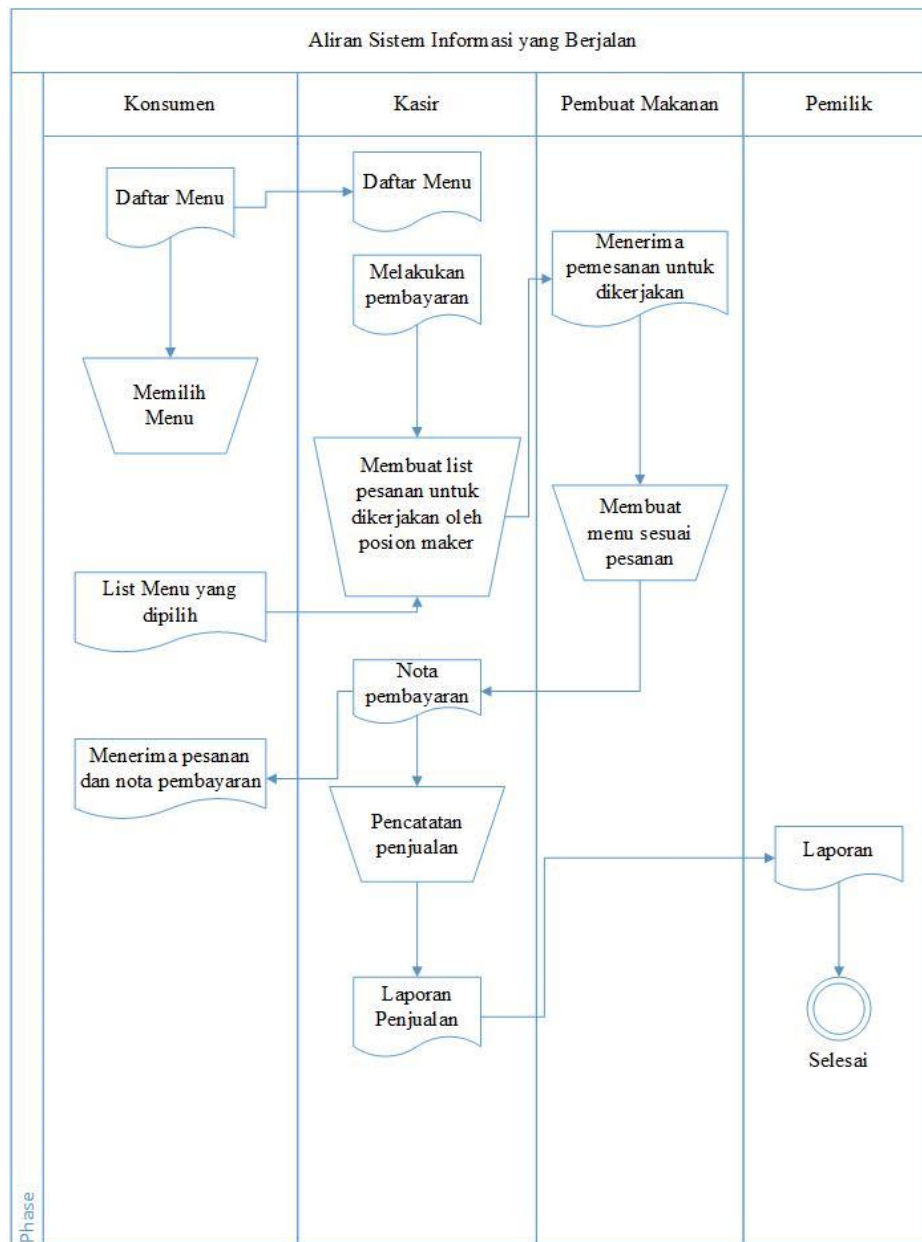 Aliran Sistem Informasi yang Berjalan
Konsumen
Kasir
Pembuat Makanan
Pemilik
Daftar Menu
Daftar Menu
Melakukan
pembayaran
Menerima
pemesanan untuk
dikerjakan
Memilih
Menu
Membuat list
pesanan untuk
dikerjakan oleh
posion maker
Membuat
menu sesuai
pesanan
List Menu yang
dipilih
Nota
pembayaran
Menerima pesanan
dan nota pembayaran
Pencatatan
penjualan
Laporan
Laporan
Penjualan
Selesai
Phase